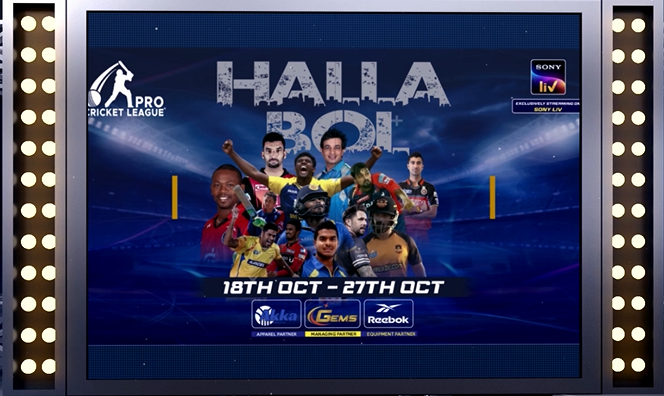 HALLA
BOL
PRO
CRICKET LEAGUE
SONY
liv
EXCLUSIVELY STREAMING ON
SONY LIV
18TH OCT – 27TH OCT
GEMS
Reebok
APPAREL PARTNER
MANAGING PARTNER
EQUIPMENT PARTNER